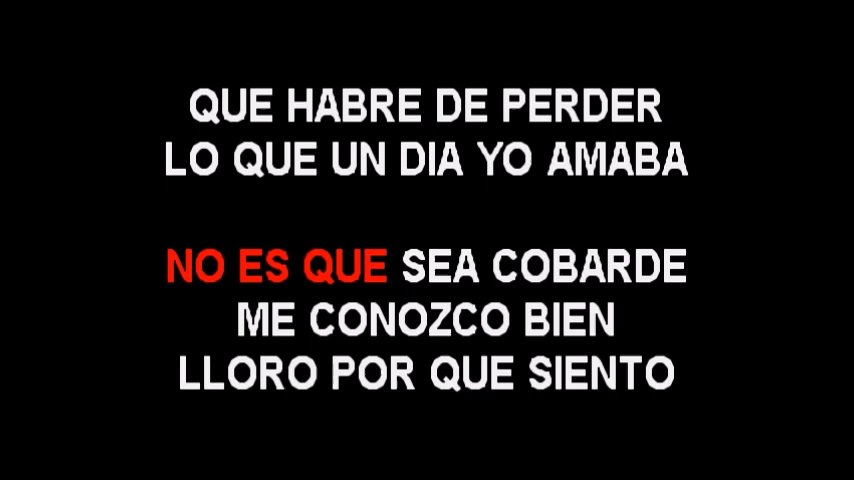 QUE HABRE DE PERDER
LO QUE UN DIA YO AMABA
NO ES QUE SEA COBARDE
ME CONOZCO BIEN
LLORO POR QUE SIENTO